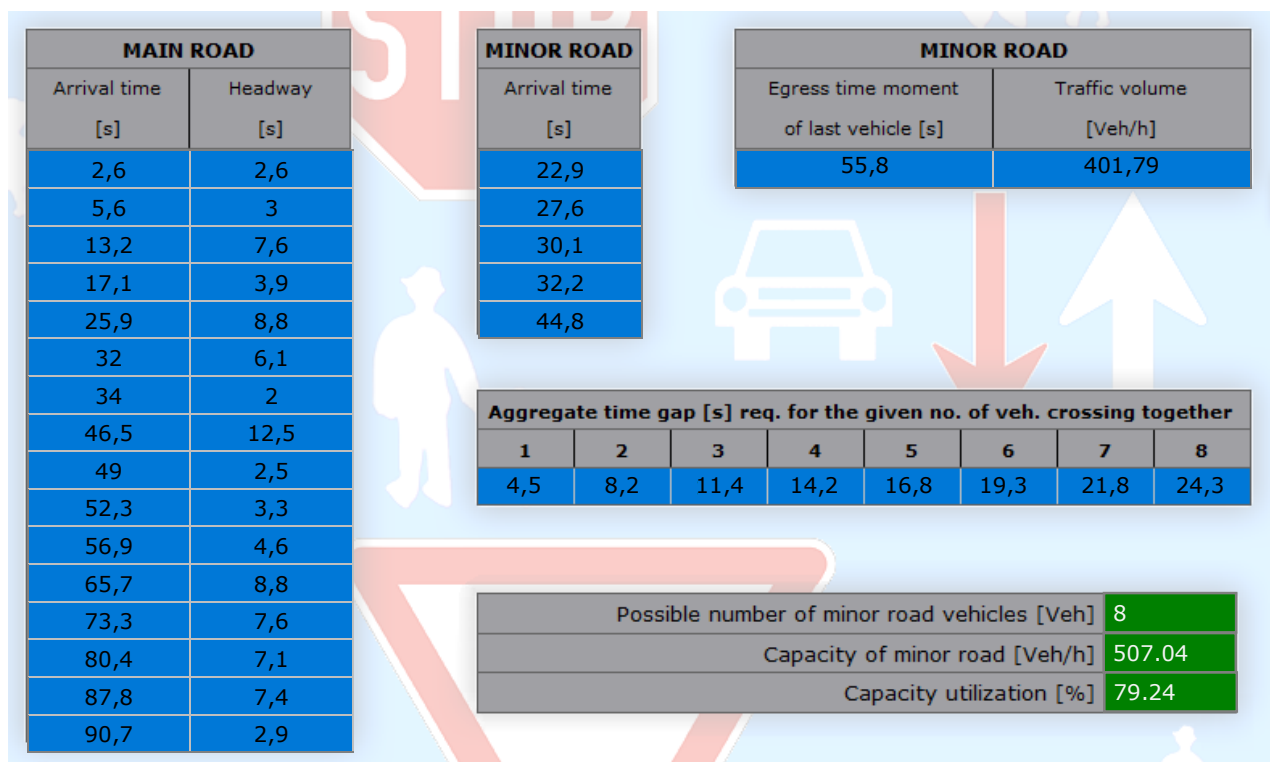 MAIN ROAD
Arrival time Headway
[s] [s]
2,6 2,6
5,6 3
13,2 7,6
17,1 3,9
25,9 8,8
32 6,1
34 2
46,5 12,5
49 2,5
52,3 3,3
56,9 4,6
65,7 8,8
73,3 7,6
80,4 7,1
87,8 7,4
90,7 2,9
MINOR ROAD
Arrival time
[s]
22,9
27,6
30,1
32,2
44,8
MINOR ROAD
Egress time moment Traffic volume
of last vehicle [s] [Veh/h]
55,8 401,79
Aggregate time gap [s] req. for the given no. of veh. crossing together
1 2 3 4 5 6 7 8
4,5 8,2 11,4 14,2 16,8 19,3 21,8 24,3
Possible number of minor road vehicles [Veh] 8
Capacity of minor road [Veh/h] 507.04
Capacity utilization [%] 79.24